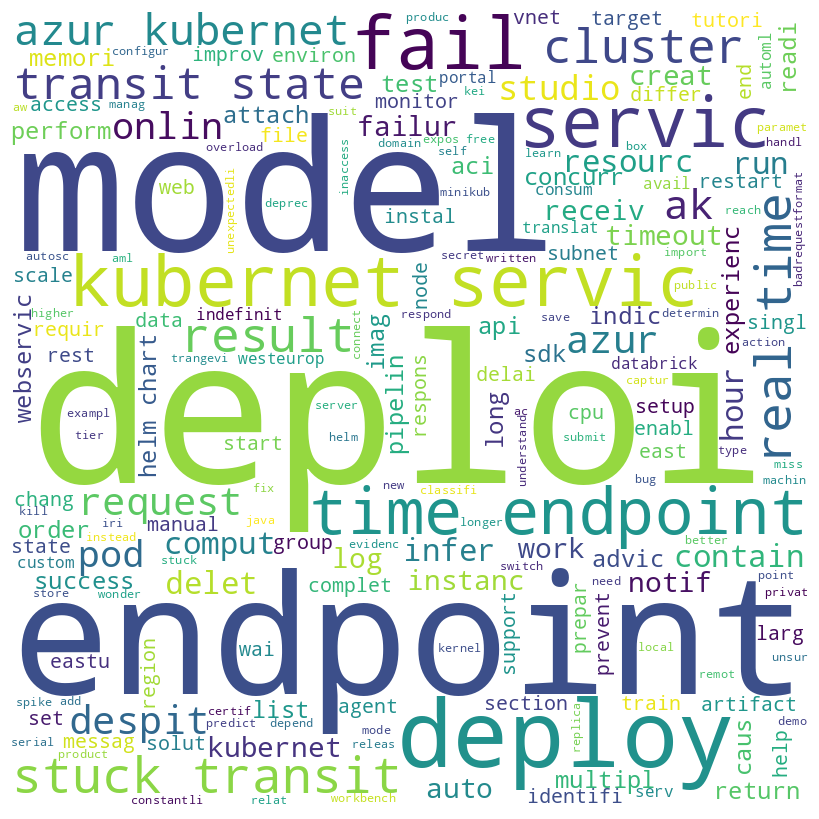 azur kubernet
configur
produc
fail
vnet
target
tutori
memori
improv
environ
portal
cluster
automl
readi
transit state
aw
manag
test
kei
studio
creat
end
access
attach
monitor
suit
differ
perform
onlin
file
failur
servic
paramet
overload
domain
expos
free
handl
model
web
unexpectedli
inaccess
self
aci
learn
box
resourc
run
deprec
minikub
concurr
consum
avail
restart
instal
receiv
ak
reach
badrequestformat
translat
autosc
aml
secret
written
subnet
timeout
import
real time
scale
kubernet servic
node
public
higher
indefinit
respond
save
determin
experienc
webservic
requir
data
result
connect
imag
api
indic
hour
singl
rest
trangevi
westeurop
sdk
azur
action
databrick
helm chart
pipelin
respons
delai
long
captur
exampl
server
cpu
setup
type
tier
start
helm
deploi
ac
understand
submit
enabl
east
miss
machin
chang
fix
new
classifi
bug
kill
request
time endpoint
order
iri
manual
java
longer
better
state
instead
evidenc
custom
stuck
pod
comput
group
log
infer
switch
work
advic
contain
success
store
wonder
delet
complet
instanc
need
notif
point
privat
endpoint
eastu
wai
kernel
support
prepar
prevent
local
larg
unsur
region
remot
spike
add
certif
list
agent
section
train
artifact
set
despit
predict
depend
mode
deploy
replica
caus
help
demo
serial
messag
solut
kubernet
releas
product
stuck transit
multipl
auto
identifi
serv
return
constantli
relat
workbench